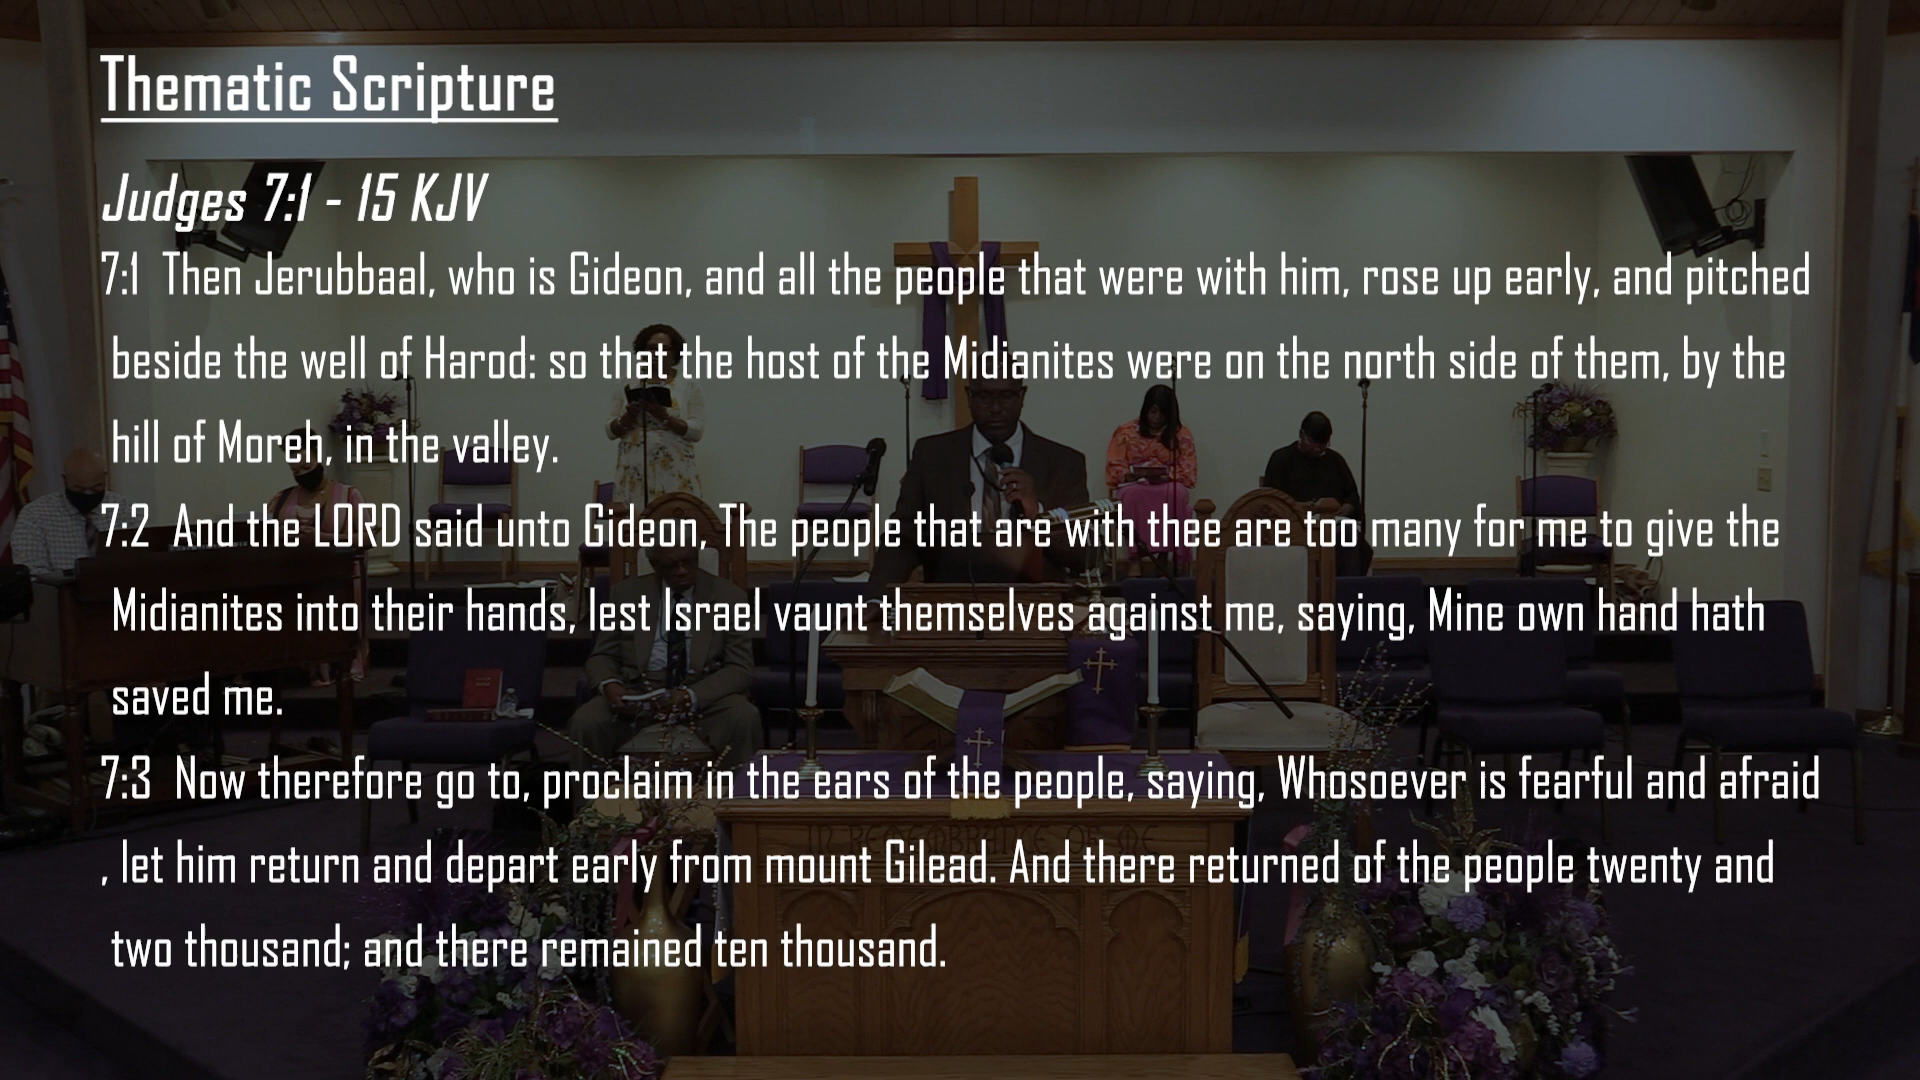 Thematic Scripture
Judges 7:1 - 15 KJV
7:1 Then Jerubbaal, who is Gideon, and all the people that were with him, rose up early, and pitched
beside the well of Harod: so that the host of the Midianites were on the north side of them, by the
hill of Moreh, in the valley.
7:2 And the LORD said unto Gideon, The people that are with thee are too many for me to give the
Midianites into their hands, lest Israel vaunt themselves against me, saying, Mine own hand hath
saved me.
7:3 Now therefore go to, proclaim in the ears of the people, saying, Whosoever is fearful and afraid
, let him return and depart early from mount Gilead. And there returned of the people twenty and
two thousand; and there remained ten thousand.
IN REMEMBRANCE OF ME